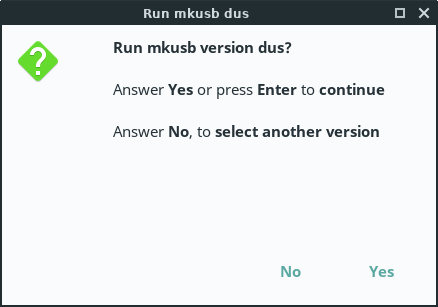 Run mkusb dus
Run mkusb version dus?
Answer Yes or press Enter to continue
Answer No, to select another version
No Yes